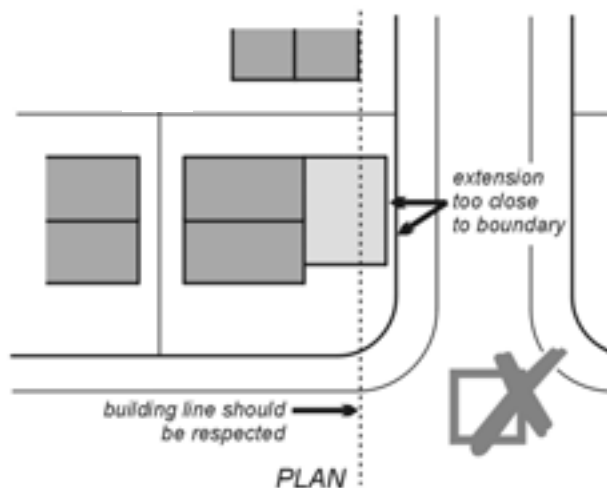 extension
too close
to boundary
building line should
be respected
PLAN